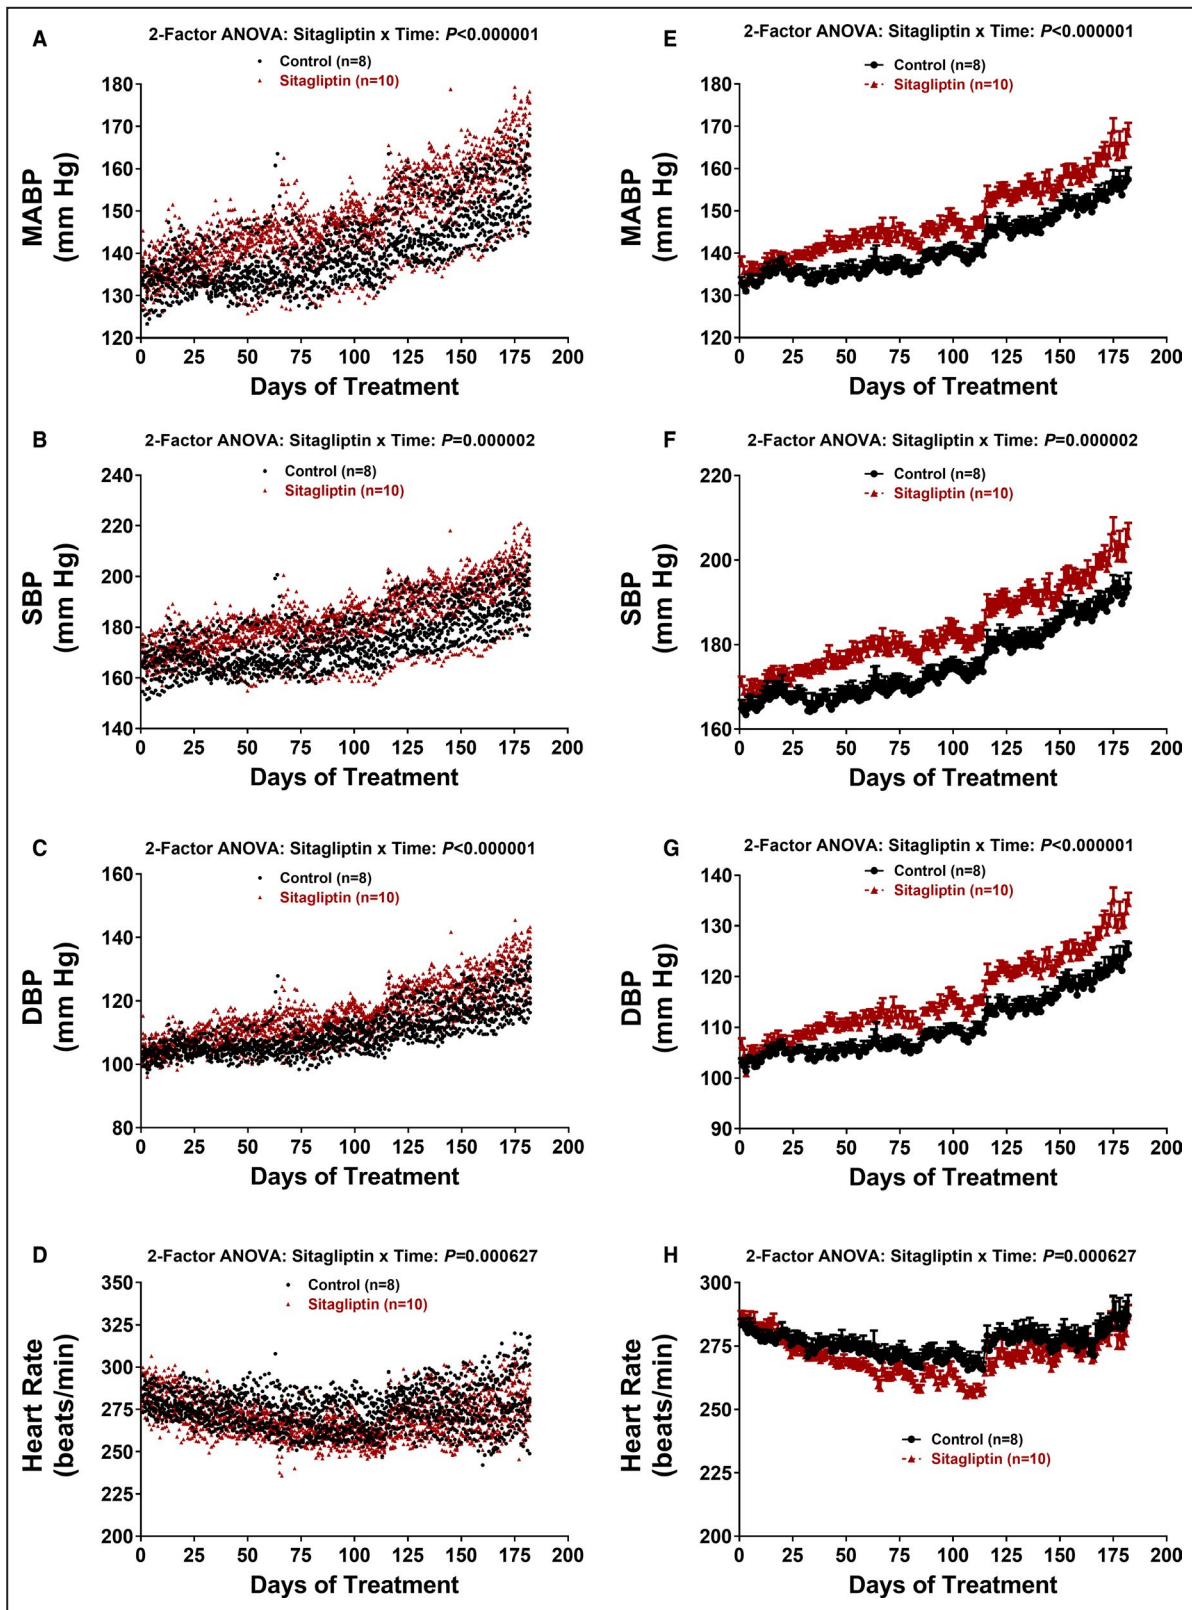 A
2-Factor ANOVA: Sitagliptin x Time: P<0.000001
Control (n=8)
Sitagliptin (n=10)
MABP
(mm Hg)
180
170
160
150
140
130
120
0 25 50 75 100 125 150 175 200
Days of Treatment
E
2-Factor ANOVA: Sitagliptin x Time: P<0.000001
Control (n=8)
Sitagliptin (n=10)
MABP
(mm Hg)
180
170
160
150
140
130
120
0 25 50 75 100 125 150 175 200
Days of Treatment
B
2-Factor ANOVA: Sitagliptin x Time: P=0.000002
Control (n=8)
Sitagliptin (n=10)
SBP
(mm Hg)
240
220
200
180
160
140
0 25 50 75 100 125 150 175 200
Days of Treatment
F
2-Factor ANOVA: Sitagliptin x Time: P=0.000002
Control (n=8)
Sitagliptin (n=10)
SBP
(mm Hg)
220
200
180
160
0 25 50 75 100 125 150 175 200
Days of Treatment
C
2-Factor ANOVA: Sitagliptin x Time: P<0.000001
Control (n=8)
Sitagliptin (n=10)
DBP
(mm Hg)
160
140
120
100
80
0 25 50 75 100 125 150 175 200
Days of Treatment
G
2-Factor ANOVA: Sitagliptin x Time: P<0.000001
Control (n=8)
Sitagliptin (n=10)
DBP
(mm Hg)
140
130
120
110
100
90
0 25 50 75 100 125 150 175 200
Days of Treatment
D
2-Factor ANOVA: Sitagliptin x Time: P=0.000627
Control (n=8)
Sitagliptin (n=10)
Heart Rate
(beats/min)
350
325
300
275
250
225
200
0 25 50 75 100 125 150 175 200
Days of Treatment
H
2-Factor ANOVA: Sitagliptin x Time: P=0.000627
Control (n=8)
Sitagliptin (n=10)
Heart Rate
(beats/min)
300
275
250
225
200
0 25 50 75 100 125 150 175 200
Days of Treatment